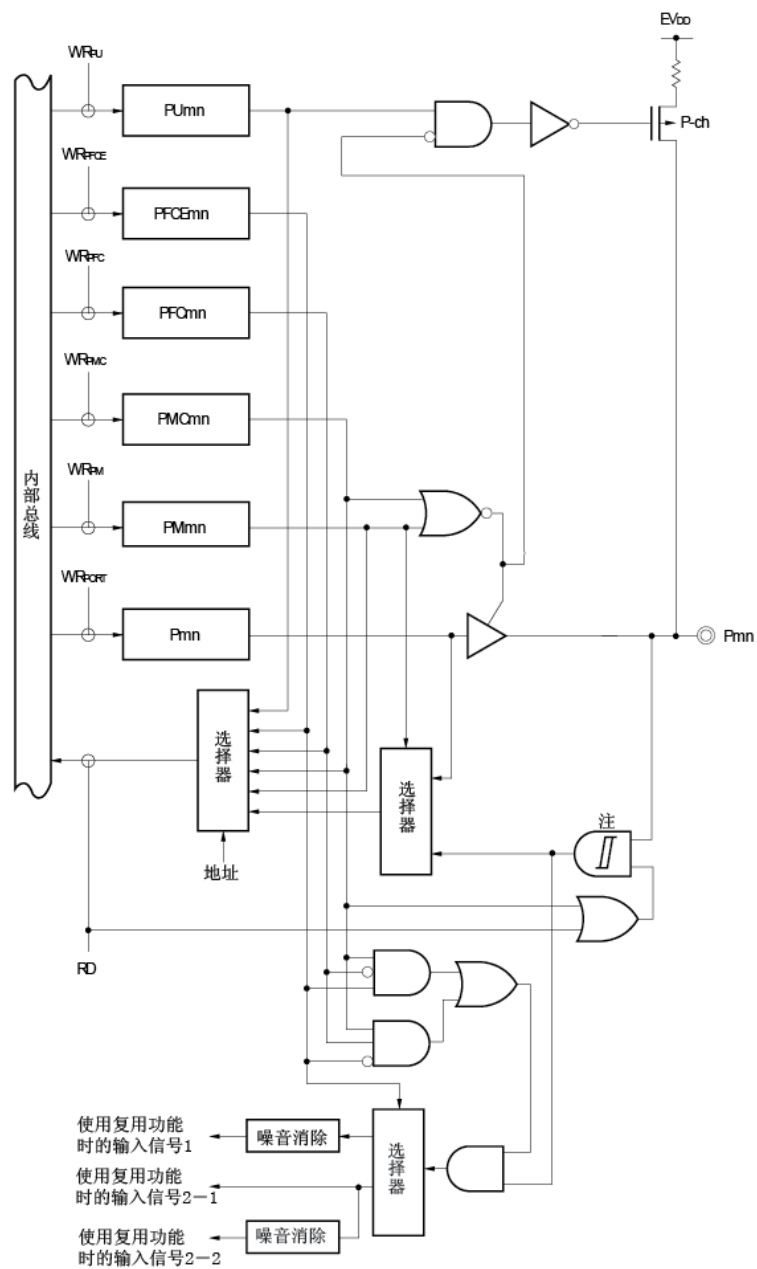 EVDD
WRPU
PUmn
P-ch
WRPFCE
PFCEmn
WRPFC
PFCmn
WRPMC
PMCmn
内部总线
WRPM
PMmn
WRPORT
Pmn
Pmn
选择器
选择器
注
地址
RD
使用复用功能
时的输入信号1
噪音消除
选择器
使用复用功能
时的输入信号2-1
使用复用功能
时的输入信号2-2
噪音消除